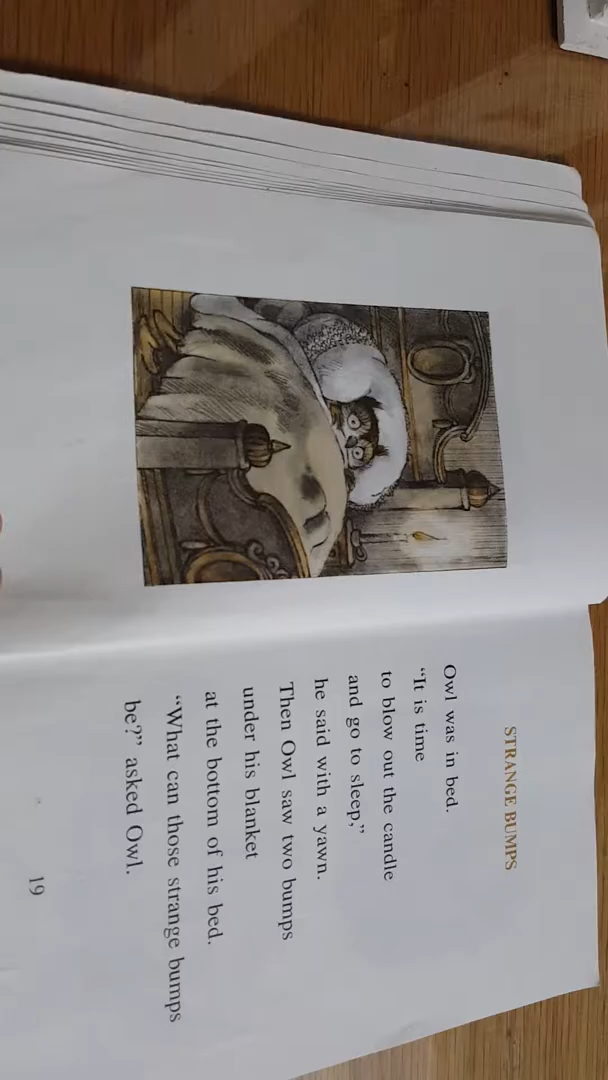 STRANGE BUMPS
Owl was in bed.
“It is time
to blow out the candle
and go to sleep,”
he said with a yawn.
Then Owl saw two bumps
under his blanket
at the bottom of his bed.
“What can those strange bumps
be?” asked Owl.
19